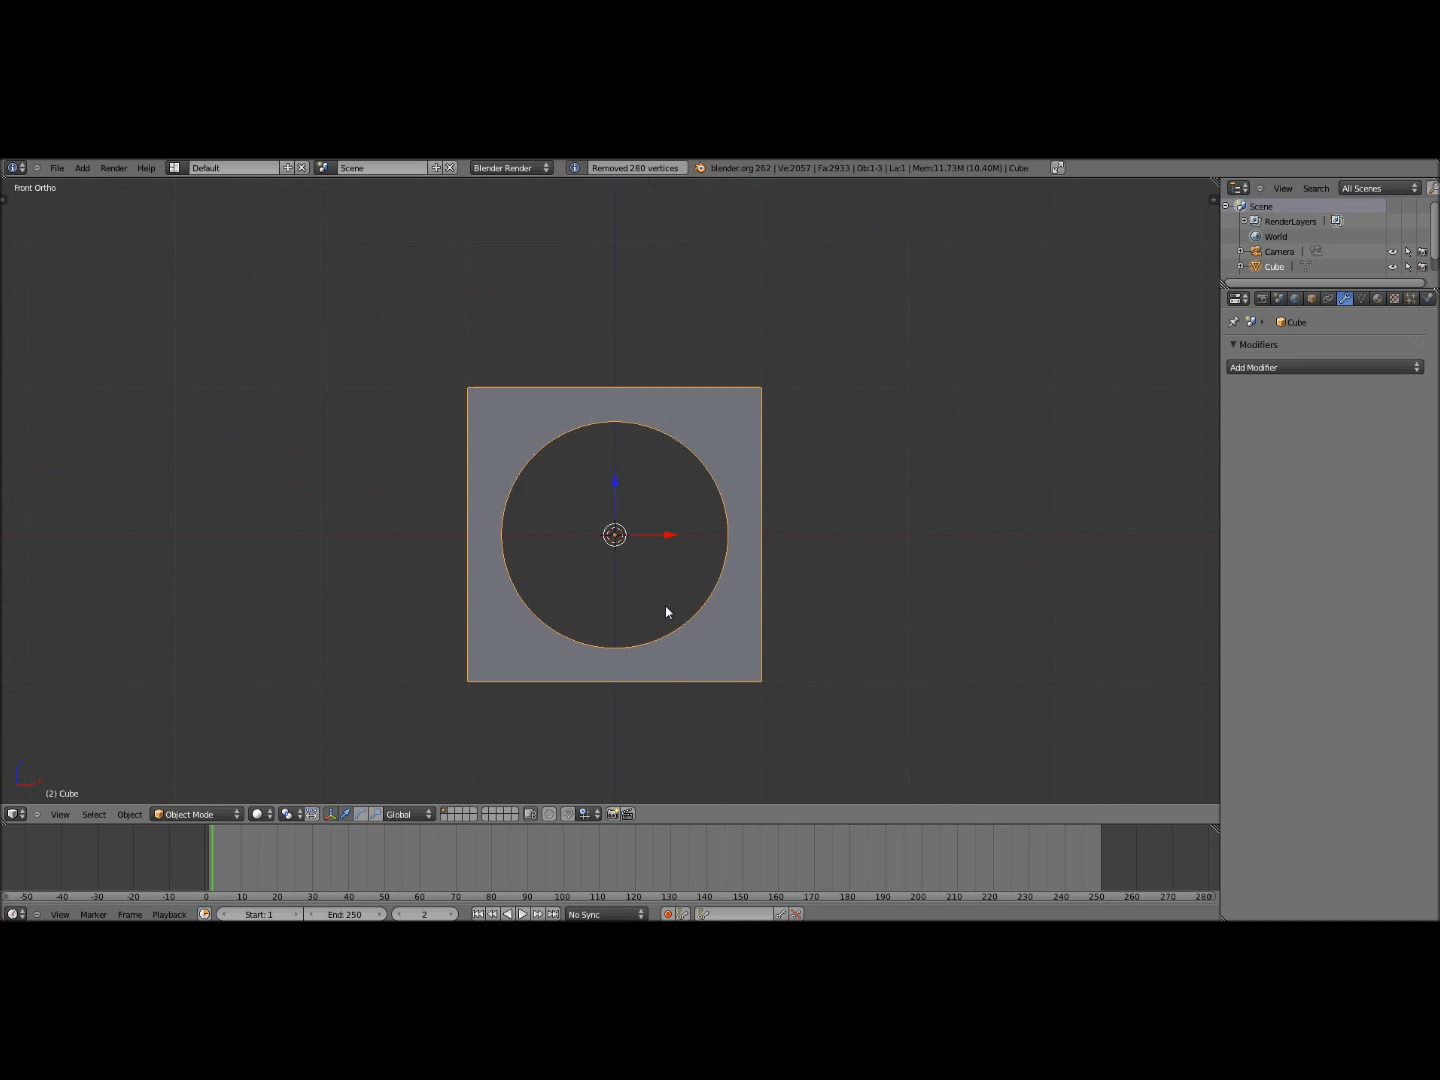 File Add Render Help Default Scene Blender Render Removed 280 vertices blender.org 262 | Ve:2057 | Fa:2933 | Ob:1-3 | La:1 | Mem:11.73M (10.40M) | Cube
Front Ortho
View Search All Scenes
Scene
RenderLayers |
World
Camera |
Cube |
Cube
Modifiers
Add Modifier
(2) Cube
View Select Object Object Mode Global
-50 -40 -30 -20 -10 0 10 20 30 40 50 60 70 80 90 100 110 120 130 140 150 160 170 180 190 200 210 220 230 240 250 260 270 280
View Marker Frame Playback Start: 1 End: 250 2 No Sync